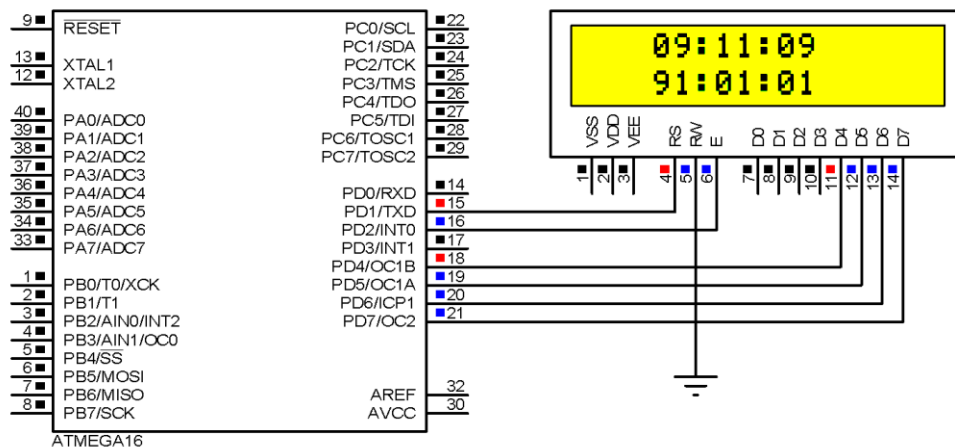 9 RESET PC0/SCL 22
PC1/SDA 23
13 XTAL1 PC2/TCK 24
12 XTAL2 PC3/TMS 25
PC4/TDO 26
40 PA0/ADC0 PC5/TDI 27
39 PA1/ADC1 PC6/TOSC1 28
38 PA2/ADC2 PC7/TOSC2 29
37 PA3/ADC3
36 PA4/ADC4 PD0/RXD 14
35 PA5/ADC5 PD1/TXD 15
34 PA6/ADC6 PD2/INT0 16
33 PA7/ADC7 PD3/INT1 17
PD4/OC1B 18
1 PB0/T0/XCK PD5/OC1A 19
2 PB1/T1 PD6/ICP1 20
3 PB2/AIN0/INT2 PD7/OC2 21
4 PB3/AIN1/OC0
5 PB4/SS
6 PB5/MOSI
7 PB6/MISO AREF 32
8 PB7/SCK AVCC 30
ATMEGA16
09:11:09
91:01:01
VSS VDD VEE RS RW E D0 D1 D2 D3 D4 D5 D6 D7
1 2 3 4 5 6 7 8 9 10 11 12 13 14